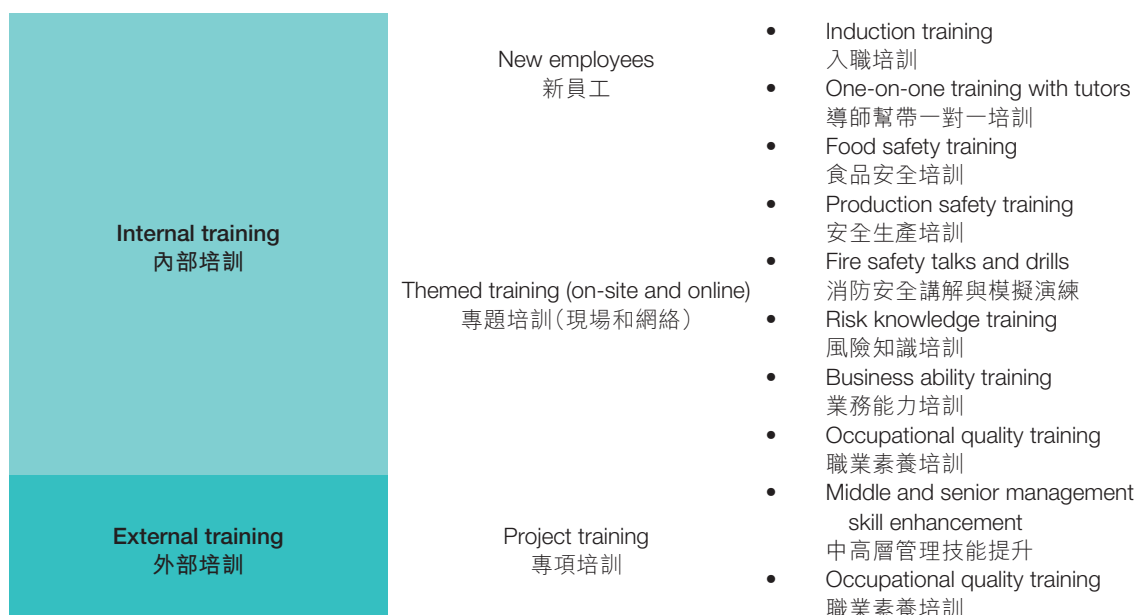 Internal training
內部培訓
New employees
新員工
• Induction training
入職培訓
• One-on-one training with tutors
導師幫帶一對一培訓
Themed training (on-site and online)
專題培訓（現場和網絡）
• Food safety training
食品安全培訓
• Production safety training
安全生產培訓
• Fire safety talks and drills
消防安全講解與模擬演練
• Risk knowledge training
風險知識培訓
• Business ability training
業務能力培訓
• Occupational quality training
職業素養培訓
External training
外部培訓
Project training
專項培訓
• Middle and senior management
skill enhancement
中高層管理技能提升
• Occupational quality training
職業素養培訓